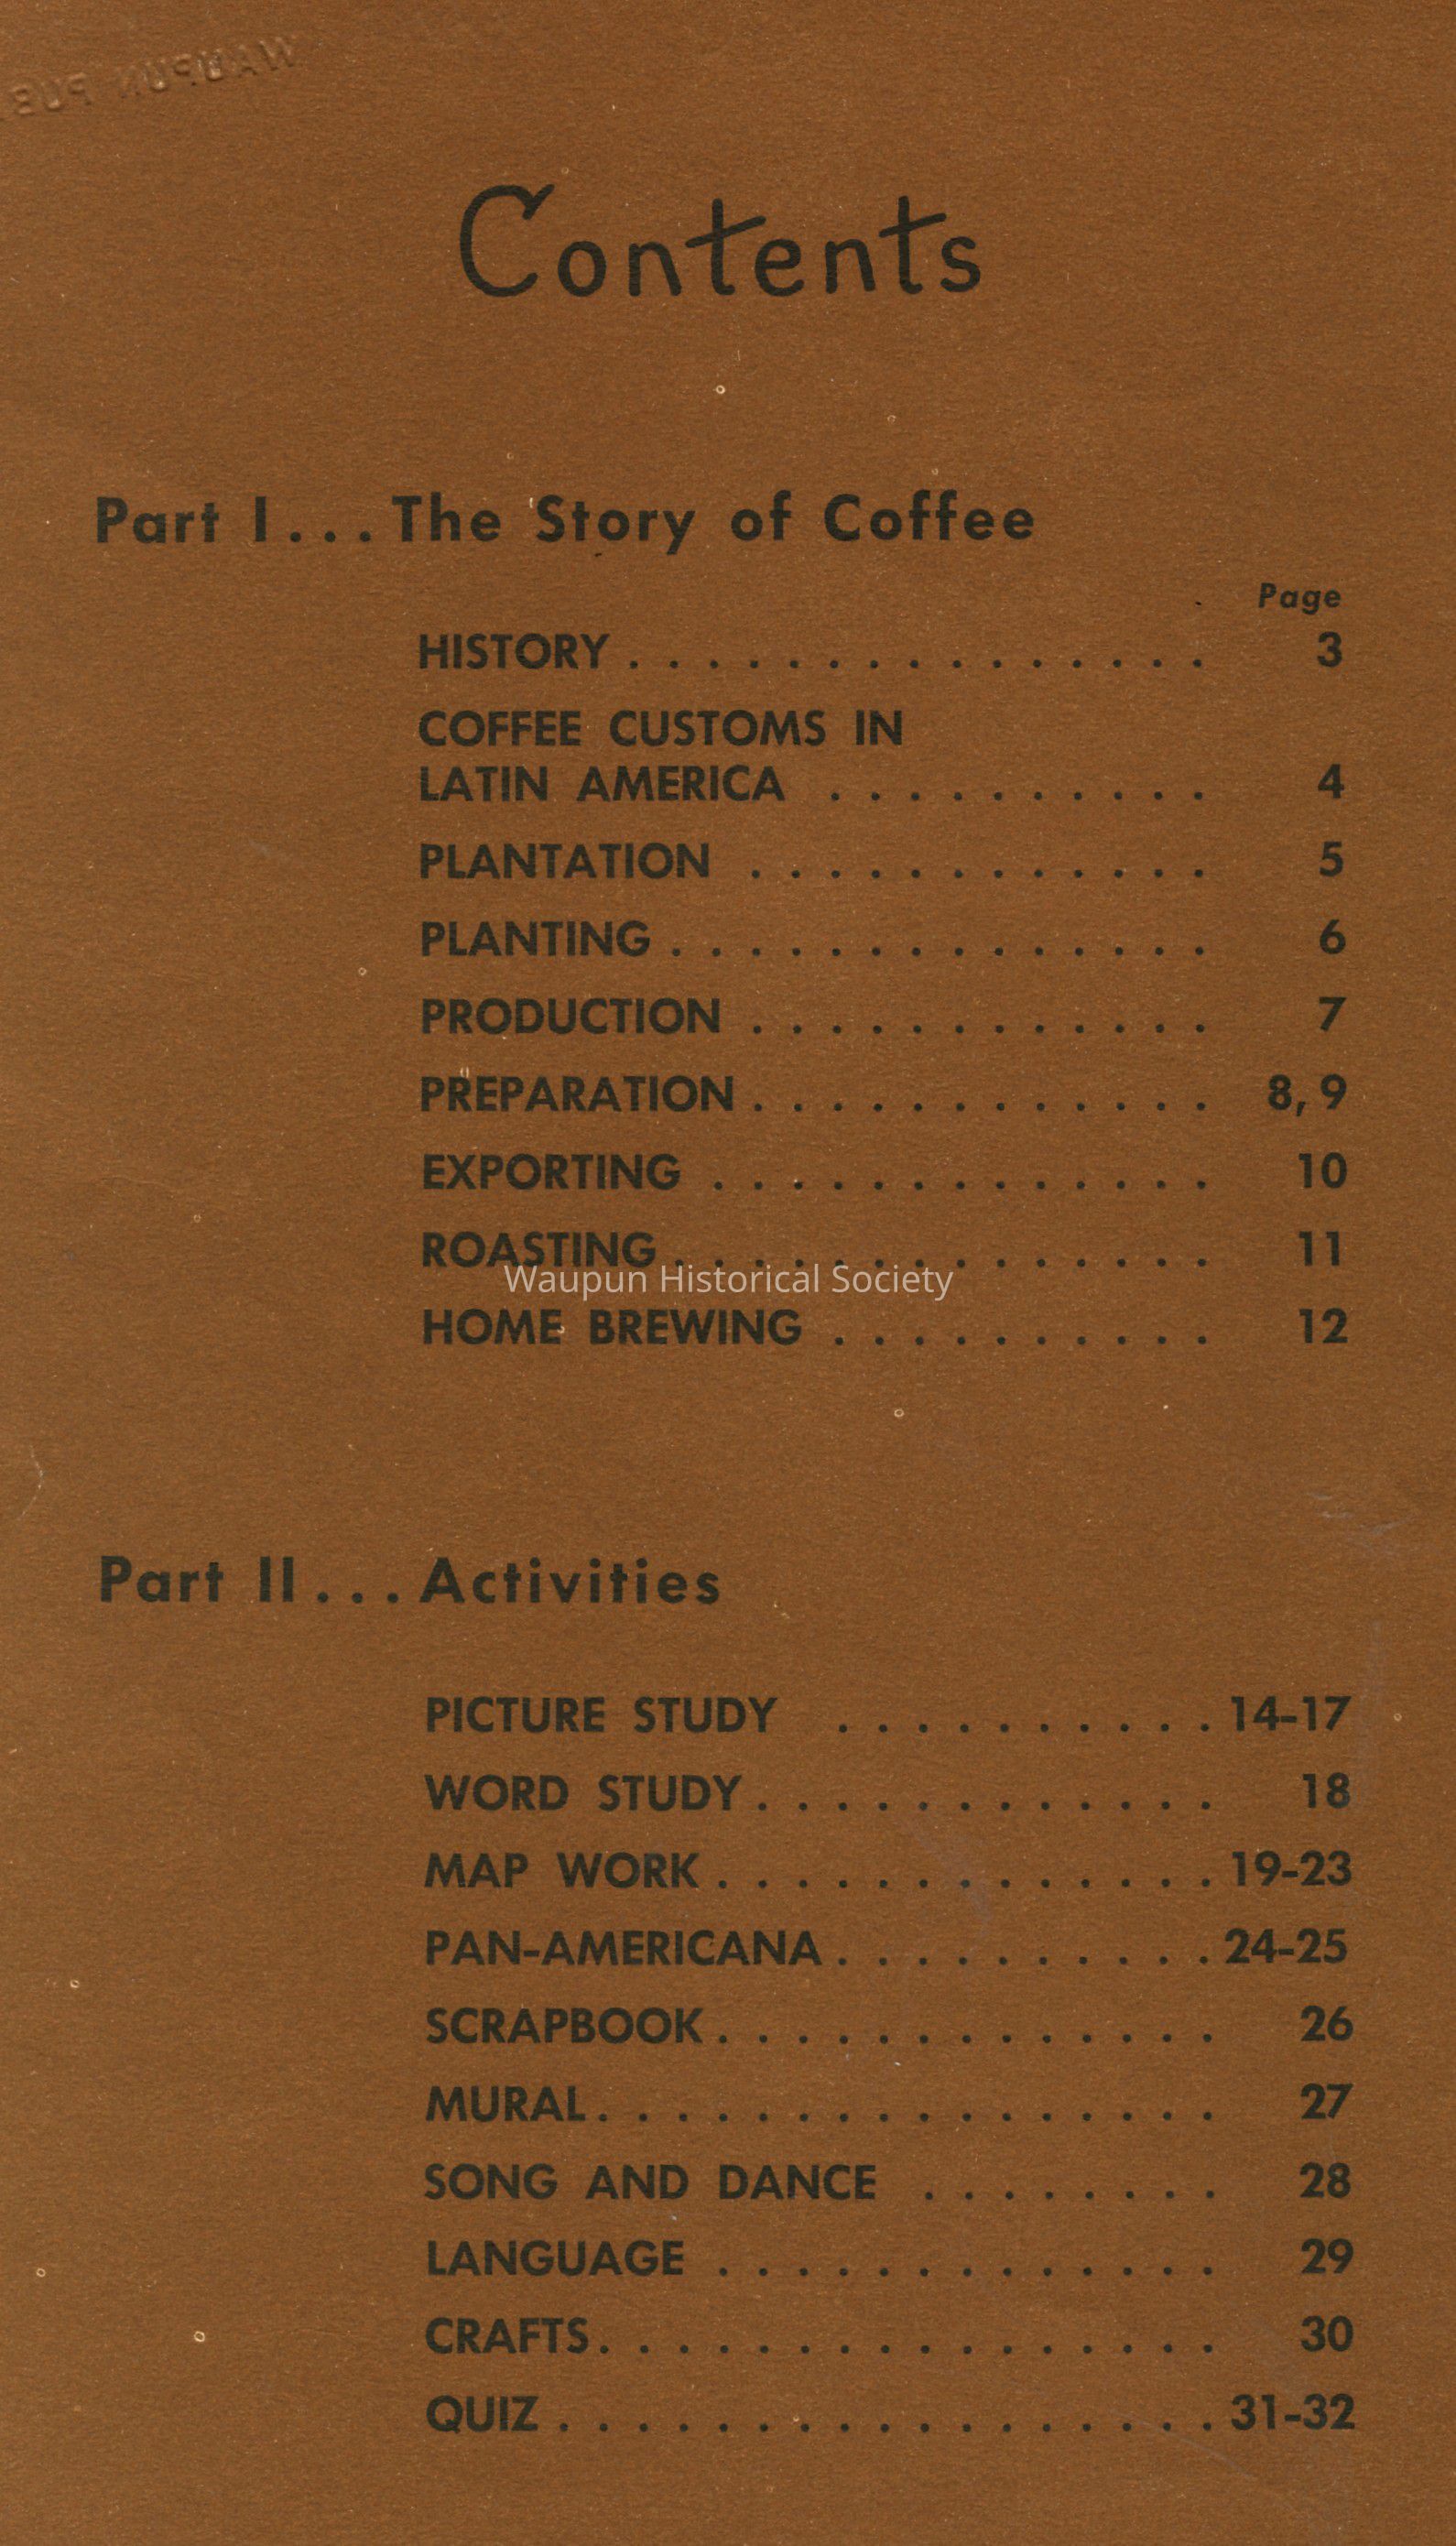 WAUPUN PUB
Contents
Part I...The Story of Coffee
Page
HISTORY . . . . . . . . . . . . . . . 3
COFFEE CUSTOMS IN
LATIN AMERICA . . . . . . . . . . 4
PLANTATION . . . . . . . . . . . . 5
PLANTING . . . . . . . . . . . . . . 6
PRODUCTION . . . . . . . . . . . . 7
PREPARATION . . . . . . . . . . . . 8, 9
EXPORTING . . . . . . . . . . . . . 10
ROASTING . . . . . . . . . . . . . . 11
Waupun Historical Society
HOME BREWING . . . . . . . . . . 12
Part II...Activities
PICTURE STUDY . . . . . . . . . . 14-17
WORD STUDY . . . . . . . . . . . . 18
MAP WORK . . . . . . . . . . . . . 19-23
PAN-AMERICANA . . . . . . . . . . 24-25
SCRAPBOOK . . . . . . . . . . . . . 26
MURAL . . . . . . . . . . . . . . . . 27
SONG AND DANCE . . . . . . . . 28
LANGUAGE . . . . . . . . . . . . . 29
CRAFTS . . . . . . . . . . . . . . . . 30
QUIZ . . . . . . . . . . . . . . . . . 31-32